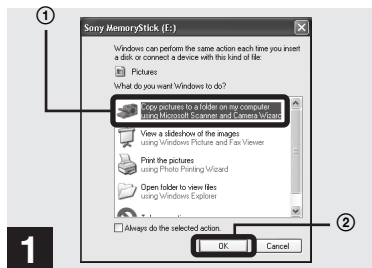 ①
Sony MemoryStick (E:)
Windows can perform the same action each time you insert
a disk or connect a device with this kind of file:
Pictures
What do you want Windows to do?
Copy pictures to a folder on my computer
using Microsoft Scanner and Camera Wizard
View a slideshow of the images
using Windows Picture and Fax Viewer
Print the pictures
using Photo Printing Wizard
Open folder to view files
using Windows Explorer
Always do the selected action.
②
OK
Cancel
1